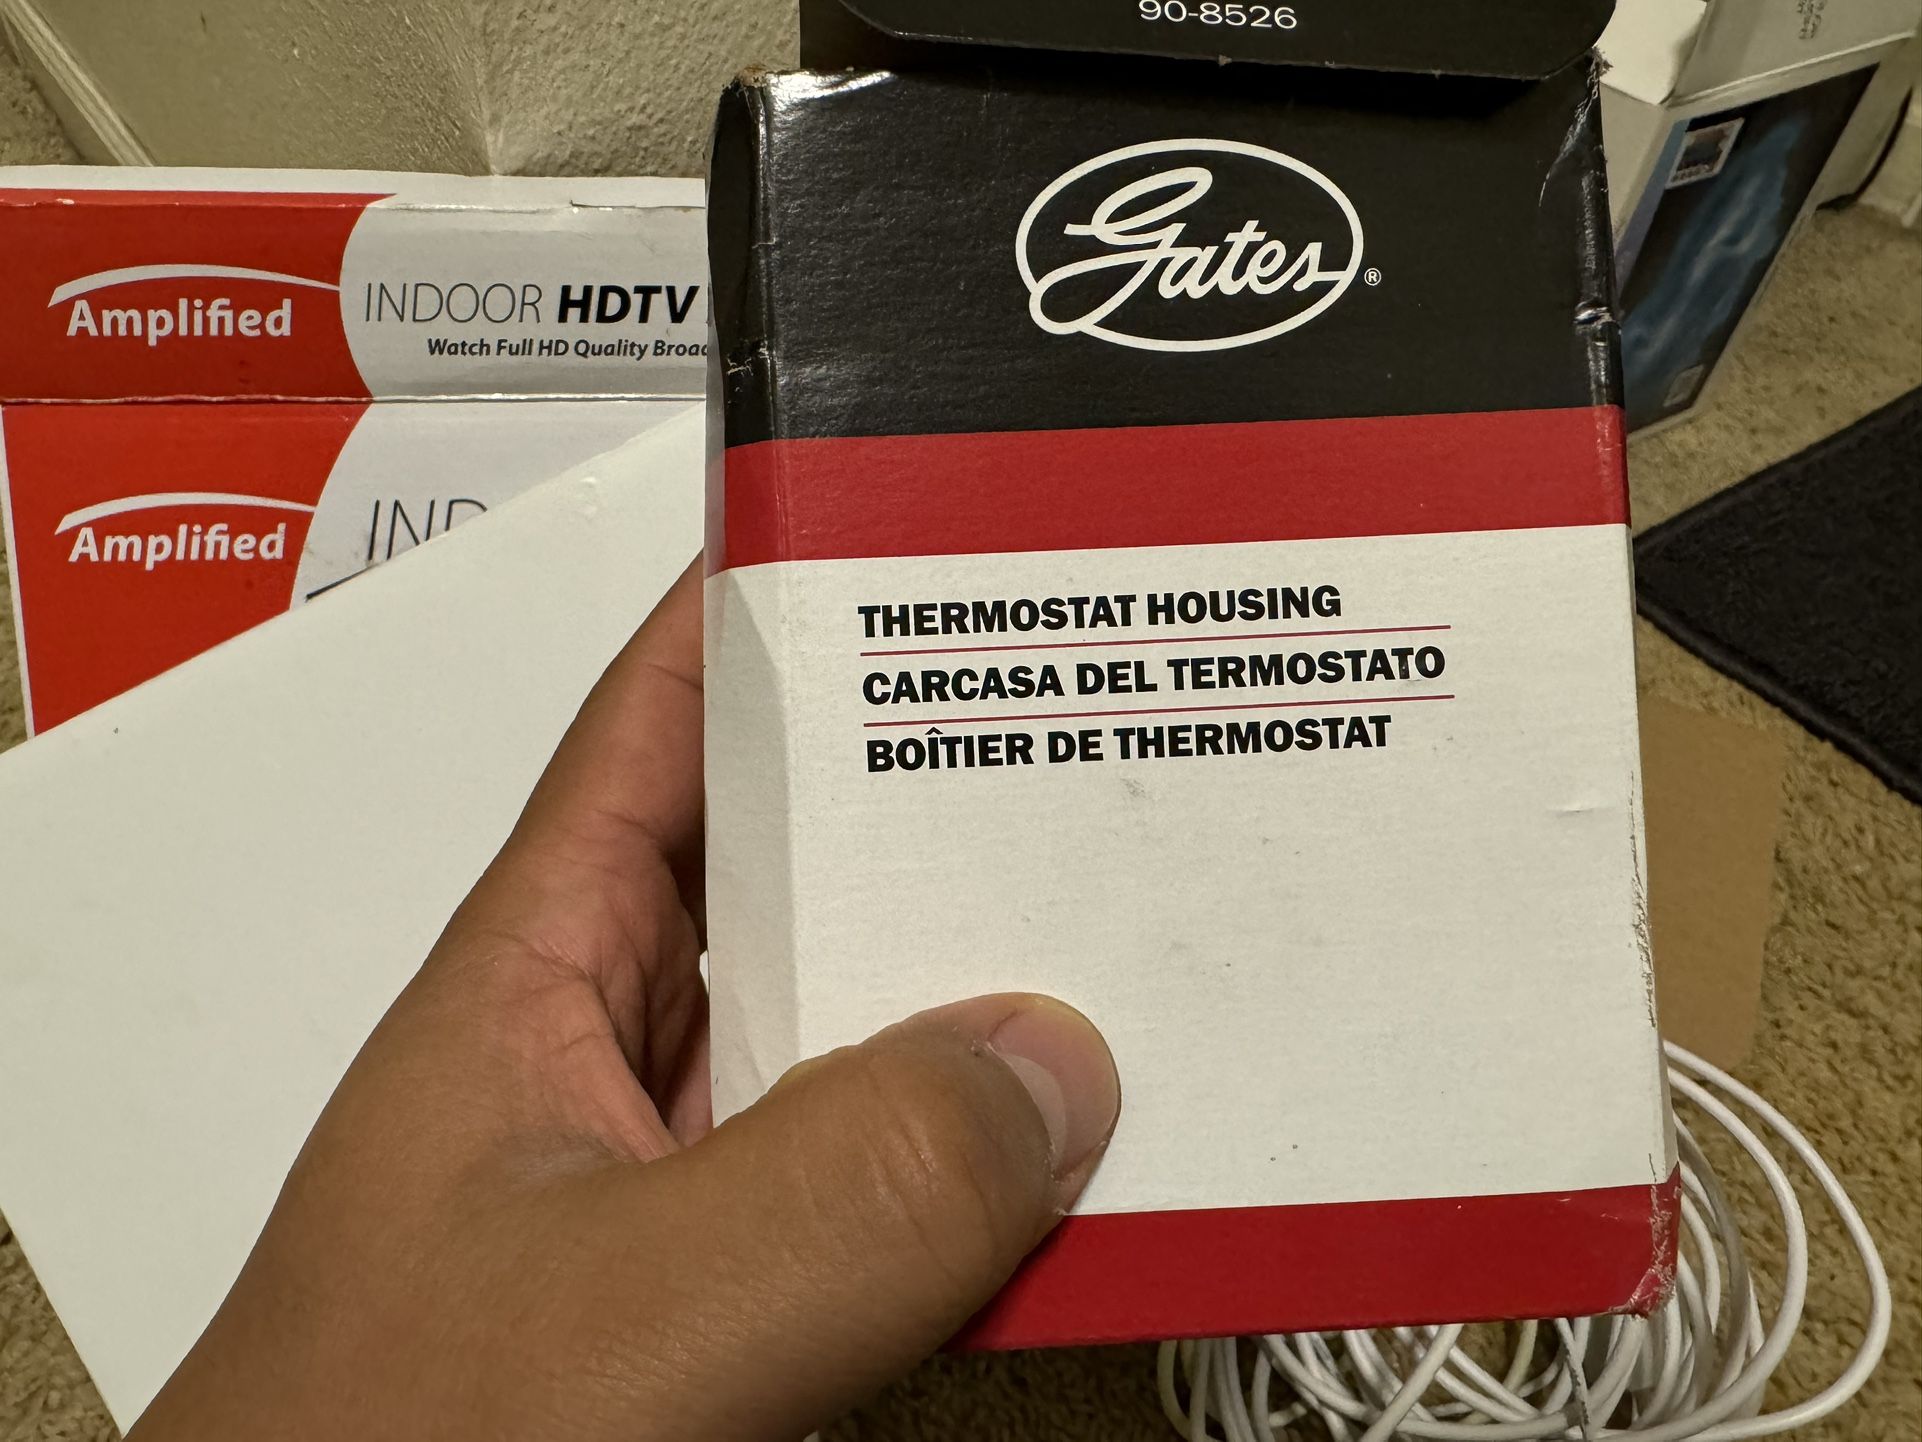 90-8526
Gates®
THERMOSTAT HOUSING
CARCASA DEL TERMOSTATO
BOÎTIER DE THERMOSTAT
Amplified
INDOOR HDTV
Watch Full HD Quality
Amplified